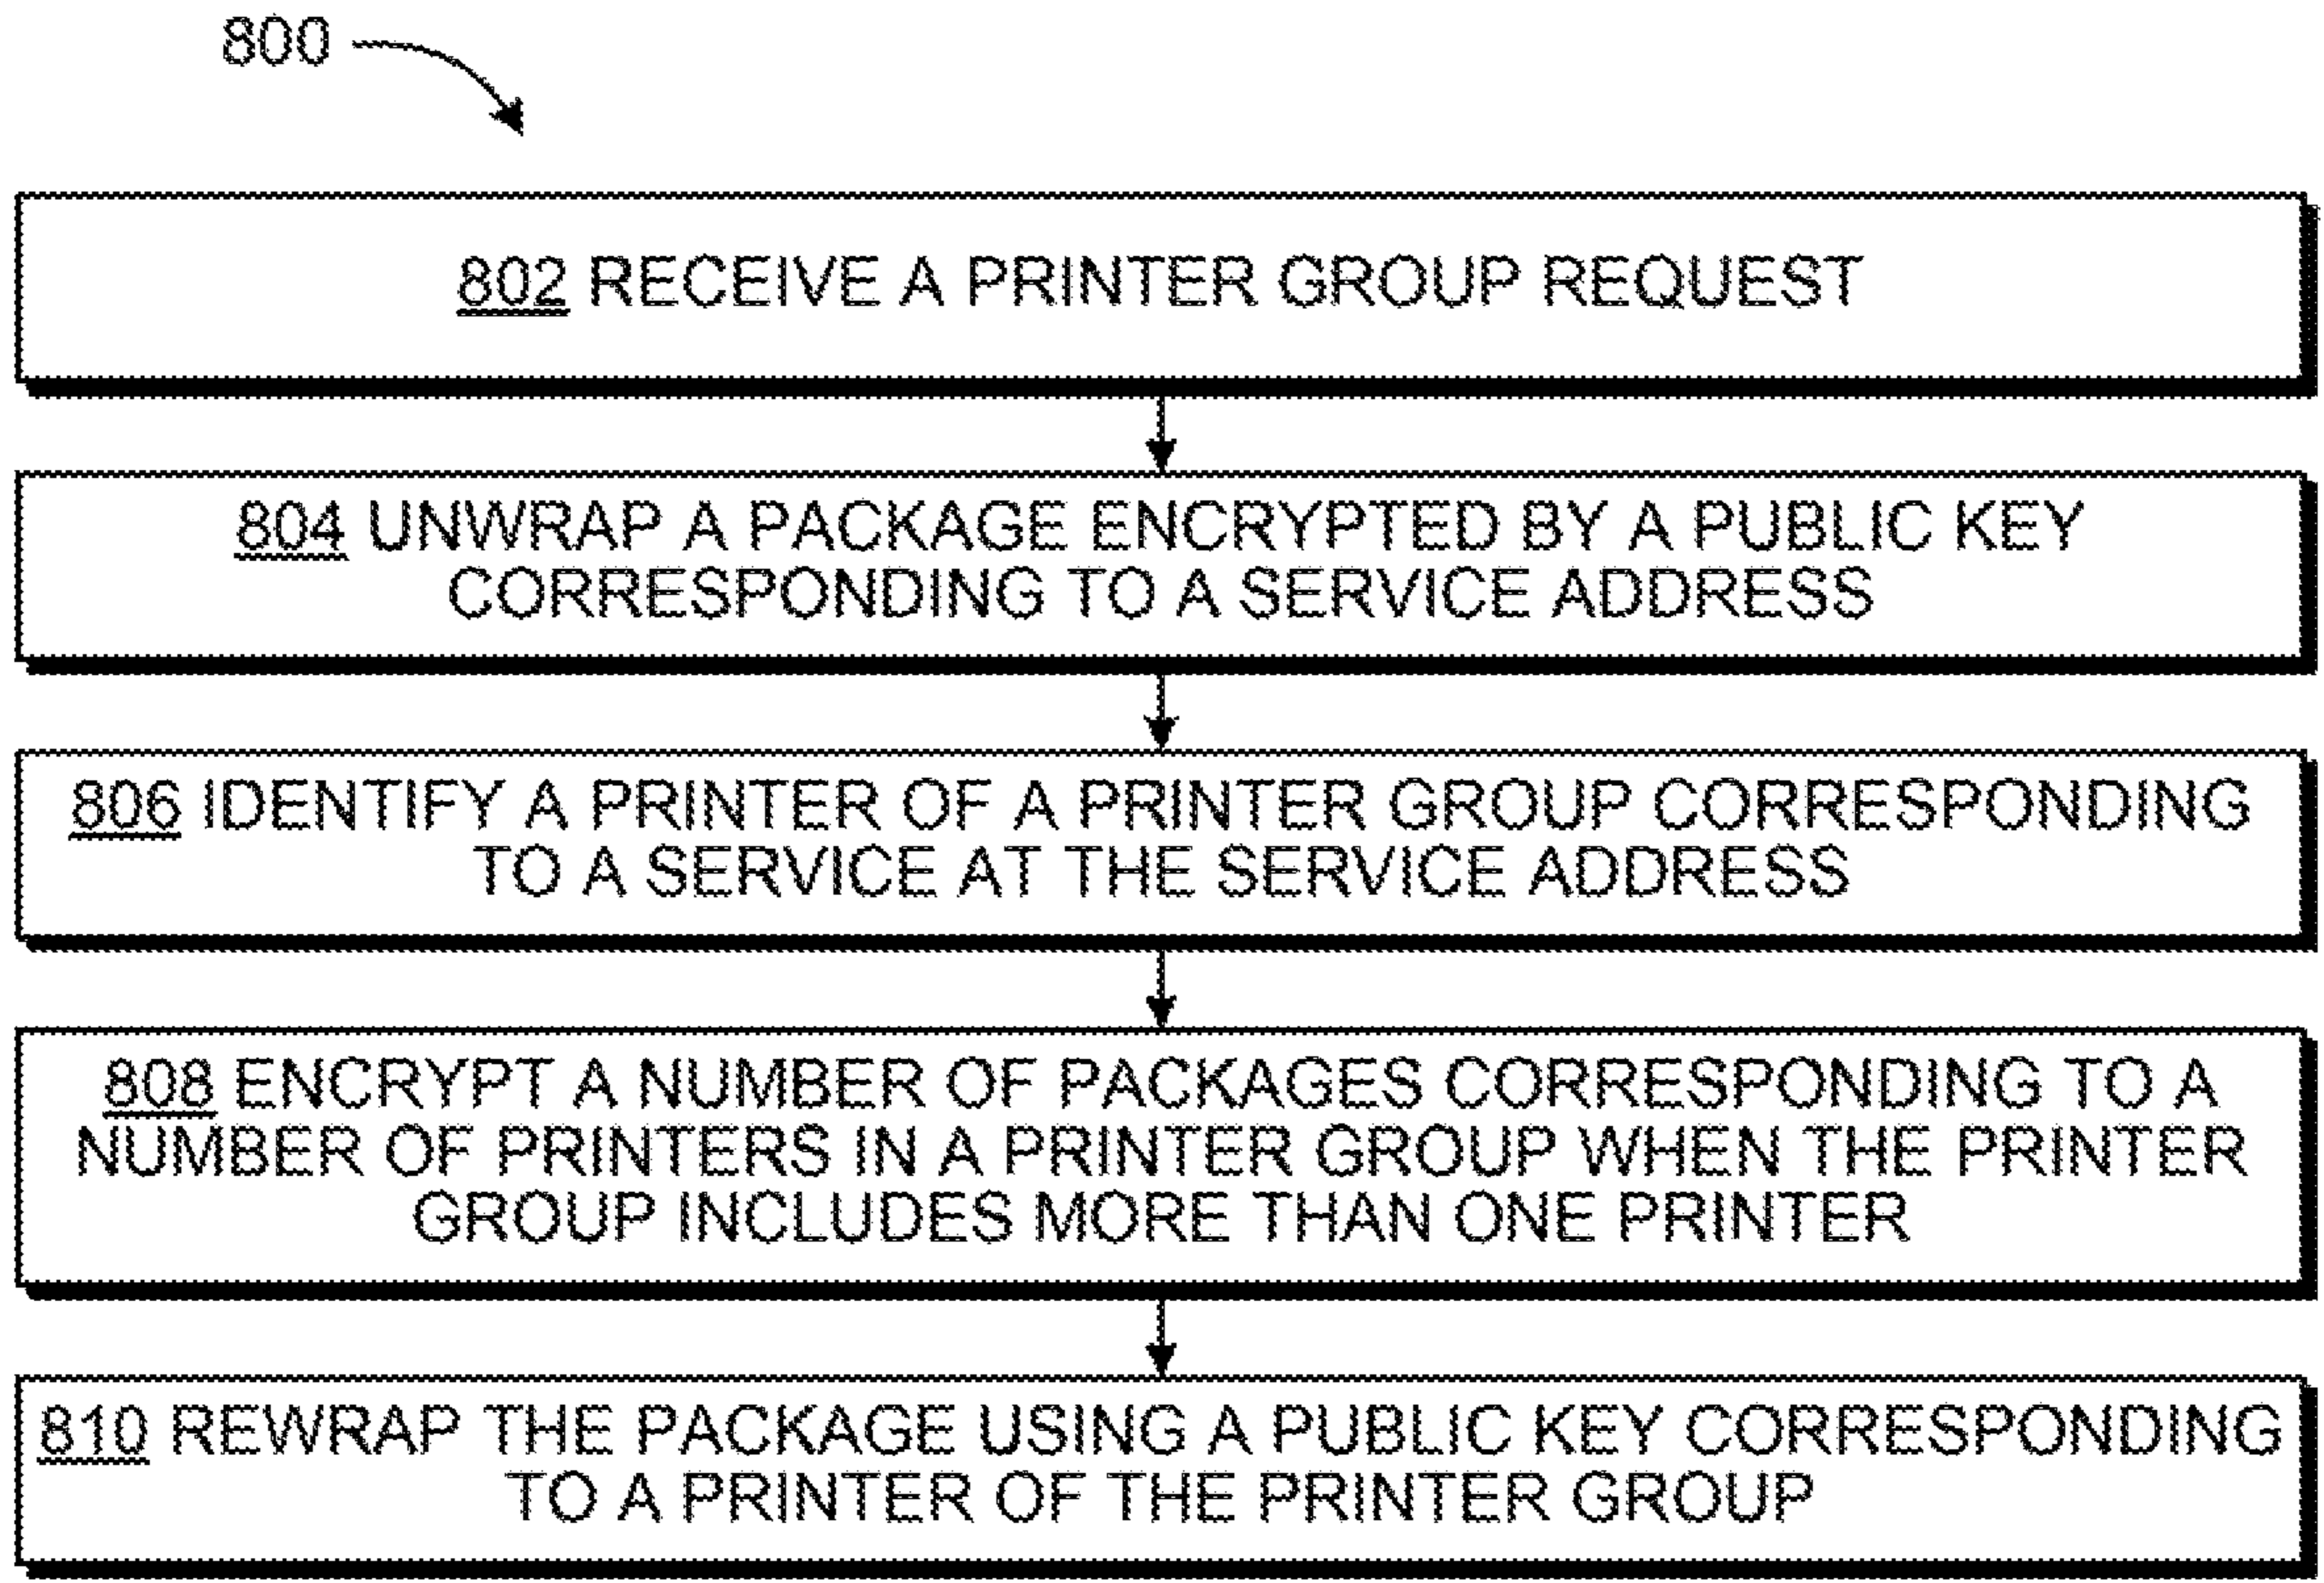 800
802 RECEIVE A PRINTER GROUP REQUEST
804 UNWRAP A PACKAGE ENCRYPTED BY A PUBLIC KEY
CORRESPONDING TO A SERVICE ADDRESS
806 IDENTIFY A PRINTER OF A PRINTER GROUP CORRESPONDING
TO A SERVICE AT THE SERVICE ADDRESS
808 ENCRYPT A NUMBER OF PACKAGES CORRESPONDING TO A
NUMBER OF PRINTERS IN A PRINTER GROUP WHEN THE PRINTER
GROUP INCLUDES MORE THAN ONE PRINTER
810 REWRAP THE PACKAGE USING A PUBLIC KEY CORRESPONDING
TO A PRINTER OF THE PRINTER GROUP